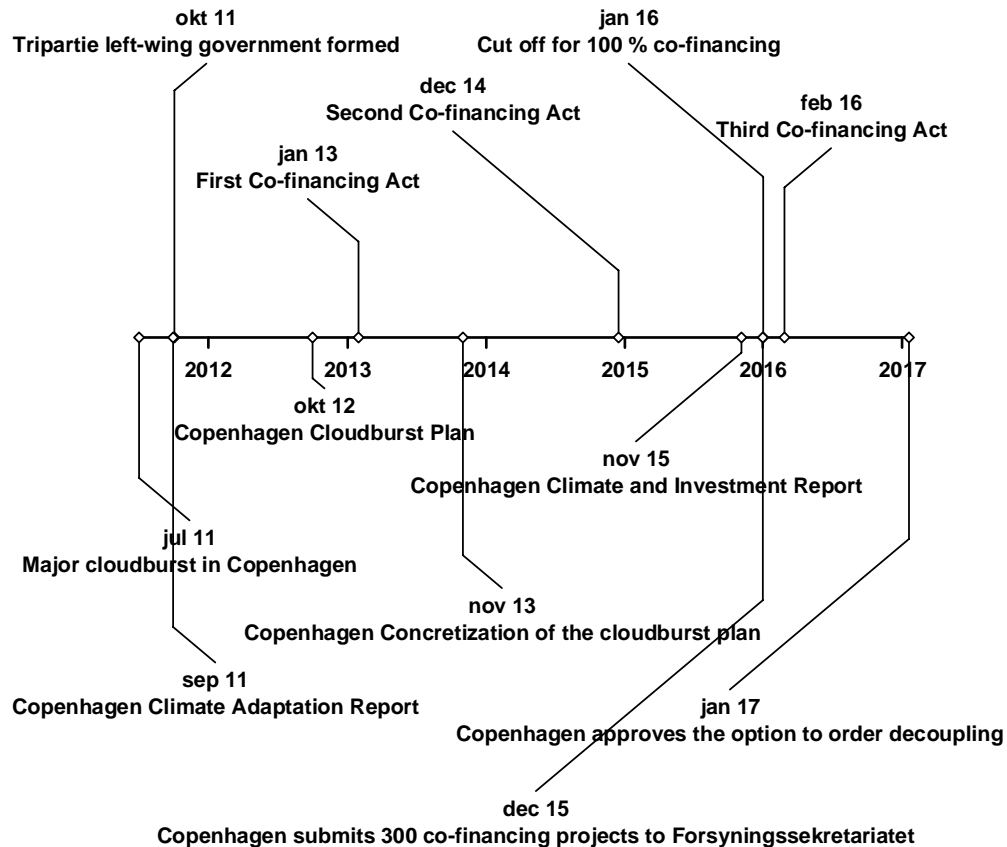 okt 11
Tripartie left-wing government formed
jan 16
Cut off for 100 % co-financing
dec 14
Second Co-financing Act
feb 16
Third Co-financing Act
jan 13
First Co-financing Act
2012
2013
2014
2015
2016
2017
okt 12
Copenhagen Cloudburst Plan
nov 15
Copenhagen Climate and Investment Report
jul 11
Major cloudburst in Copenhagen
nov 13
Copenhagen Concretization of the cloudburst plan
sep 11
Copenhagen Climate Adaptation Report
jan 17
Copenhagen approves the option to order decoupling
dec 15
Copenhagen submits 300 co-financing projects to Forsyningssekretariatet